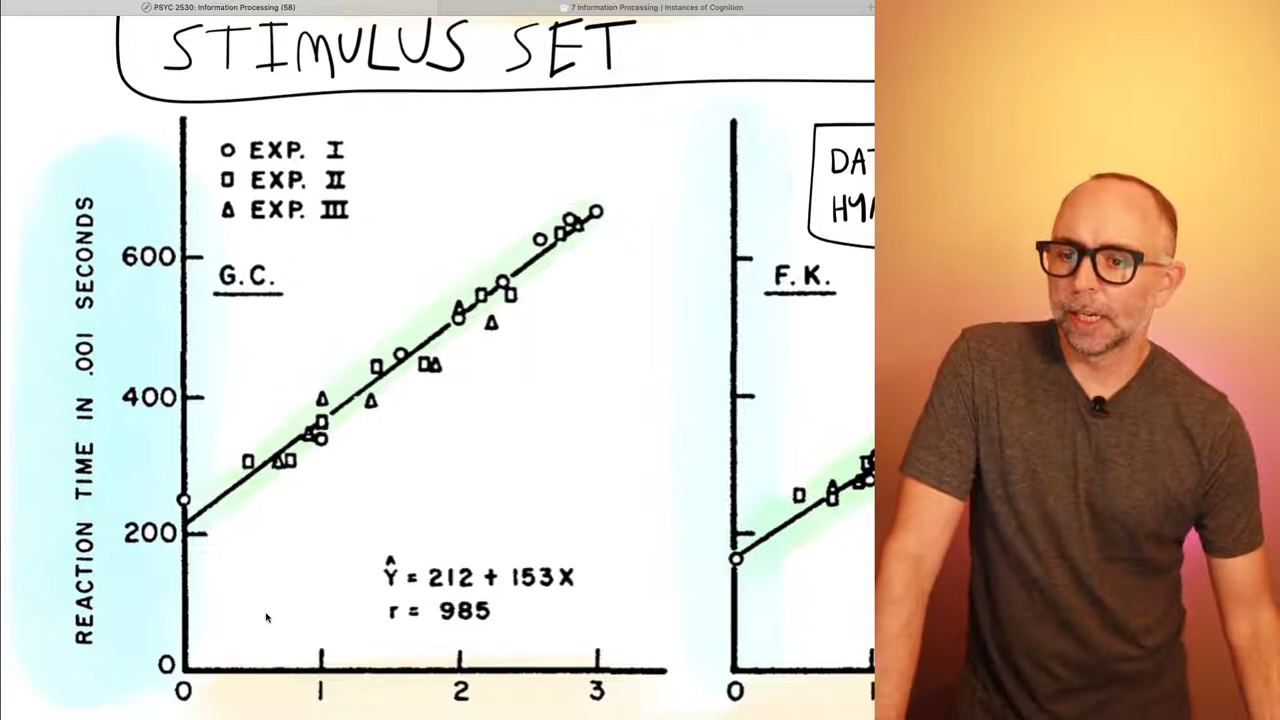 PSYC 2530: Information Processing (58)
7 Information Processing | Instances of Cognition
STIMULUS SET
EXP. I
EXP. II
EXP. III
G.C.
REACTION TIME IN .001 SECONDS
600
400
200
0
Ŷ = 212 + 153X
r = 985
0 1 2 3
F.K.
0